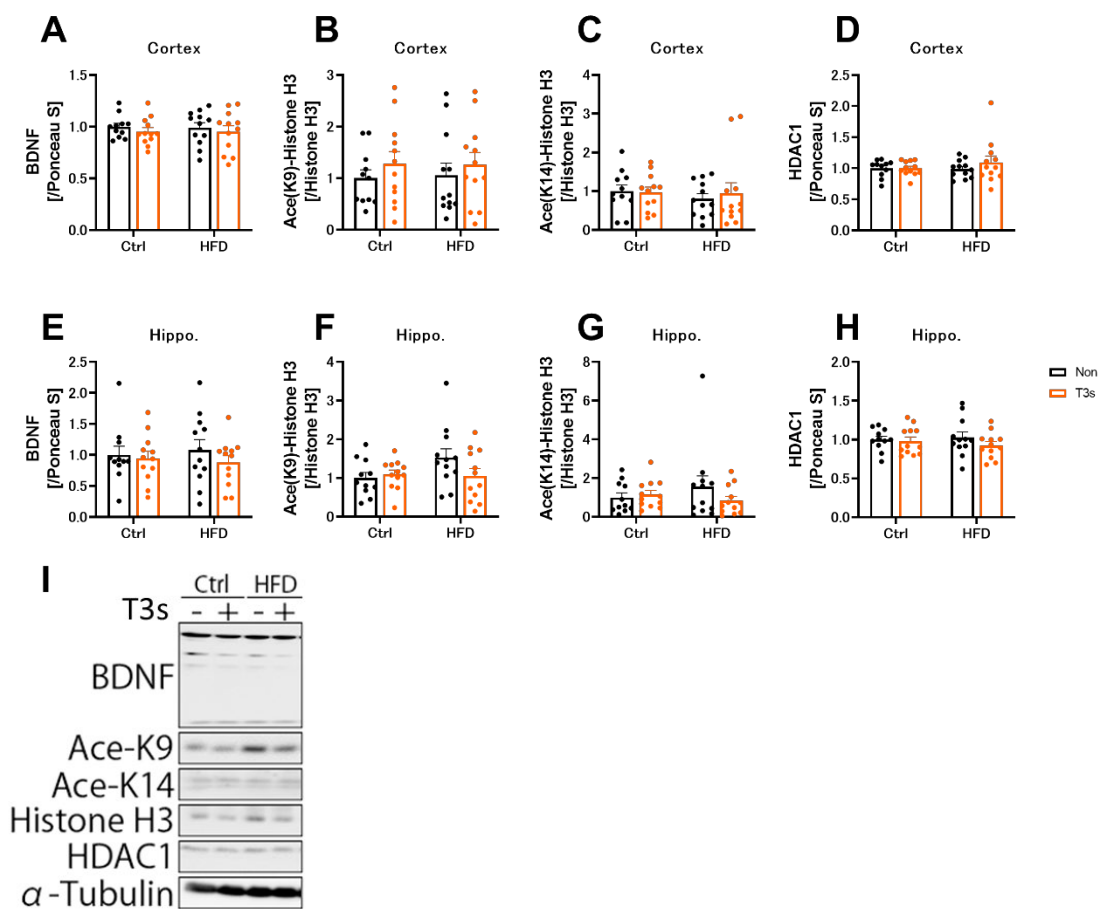 A
Cortex
BDNF
[/Ponceau S]
1.5
1.0
0.5
0.0
Ctrl
HFD
B
Cortex
Ace(K9)-Histone H3
[/Histone H3]
3
2
1
0
Ctrl
HFD
C
Cortex
Ace(K14)-Histone H3
[/Histone H3]
4
3
2
1
0
Ctrl
HFD
D
Cortex
HDAC1
[/Ponceau S]
2.5
2.0
1.5
1.0
0.5
0.0
Ctrl
HFD
E
Hippo.
BDNF
[/Ponceau S]
2.5
2.0
1.5
1.0
0.5
0.0
Ctrl
HFD
F
Hippo.
Ace(K9)-Histone H3
[/Histone H3]
4
3
2
1
0
Ctrl
HFD
G
Hippo.
Ace(K14)-Histone H3
[/Histone H3]
8
6
4
2
0
Ctrl
HFD
H
Hippo.
HDAC1
[/Ponceau S]
2.0
1.5
1.0
0.5
0.0
Ctrl
HFD
Non
T3s
I
Ctrl HFD
T3s - + - +
BDNF
Ace-K9
Ace-K14
Histone H3
HDAC1
α-Tubulin